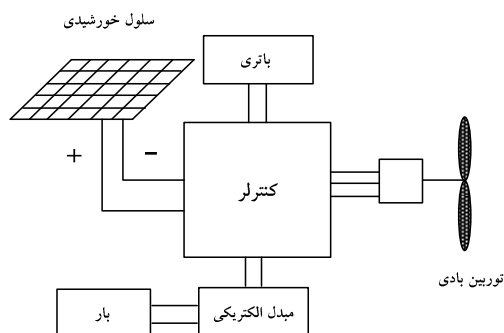 سلول خورشیدی
باتری
+
−
کنترلر
توربین بادی
مبدل الکتریکی
بار